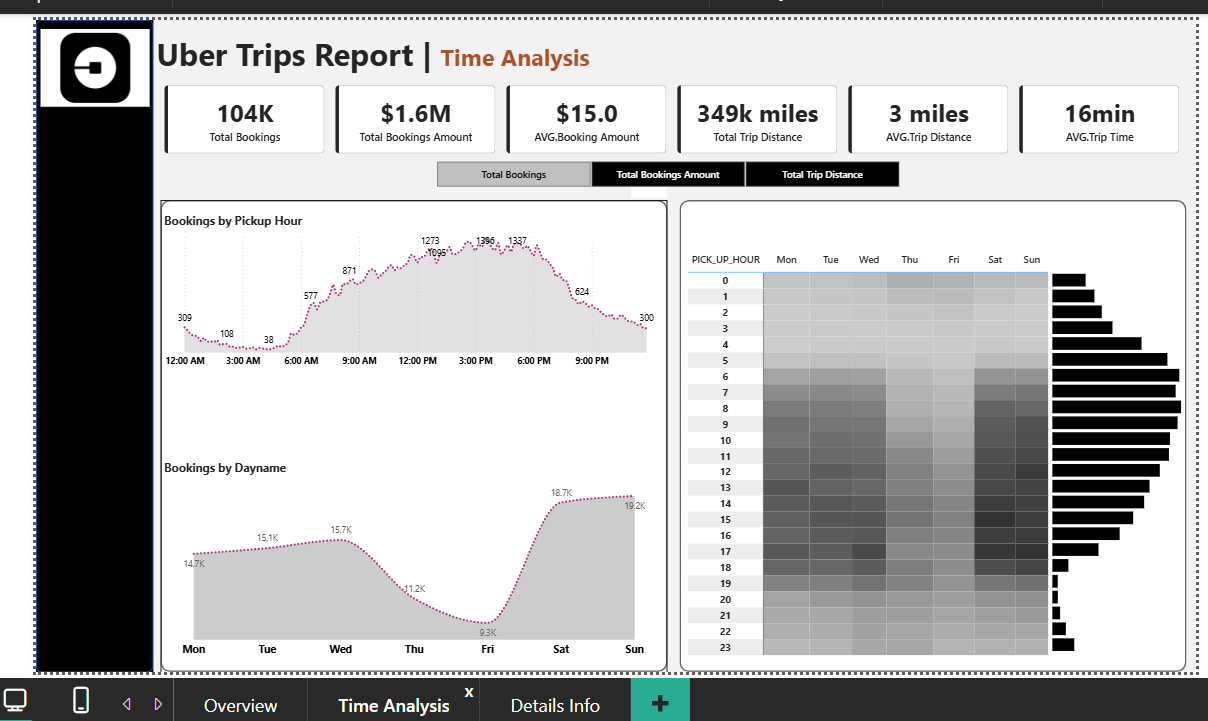 Uber Trips Report | Time Analysis
104K
Total Bookings
$1.6M
Total Bookings Amount
$15.0
AVG.Booking Amount
349k miles
Total Trip Distance
3 miles
AVG.Trip Distance
16min
AVG.Trip Time
Total Bookings
Total Bookings Amount
Total Trip Distance
Bookings by Pickup Hour
1273 1396 1337
1095
871
577
624
309
300
108
38
12:00 AM 3:00 AM 6:00 AM 9:00 AM 12:00 PM 3:00 PM 6:00 PM 9:00 PM
Bookings by Dayname
18.7K
19.2K
15.7K
15.1K
14.7K
11.2K
9.3K
Mon Tue Wed Thu Fri Sat Sun
PICK_UP_HOUR Mon Tue Wed Thu Fri Sat Sun
0
1
2
3
4
5
6
7
8
9
10
11
12
13
14
15
16
17
18
19
20
21
22
23
Overview
Time Analysis x
Details Info
+